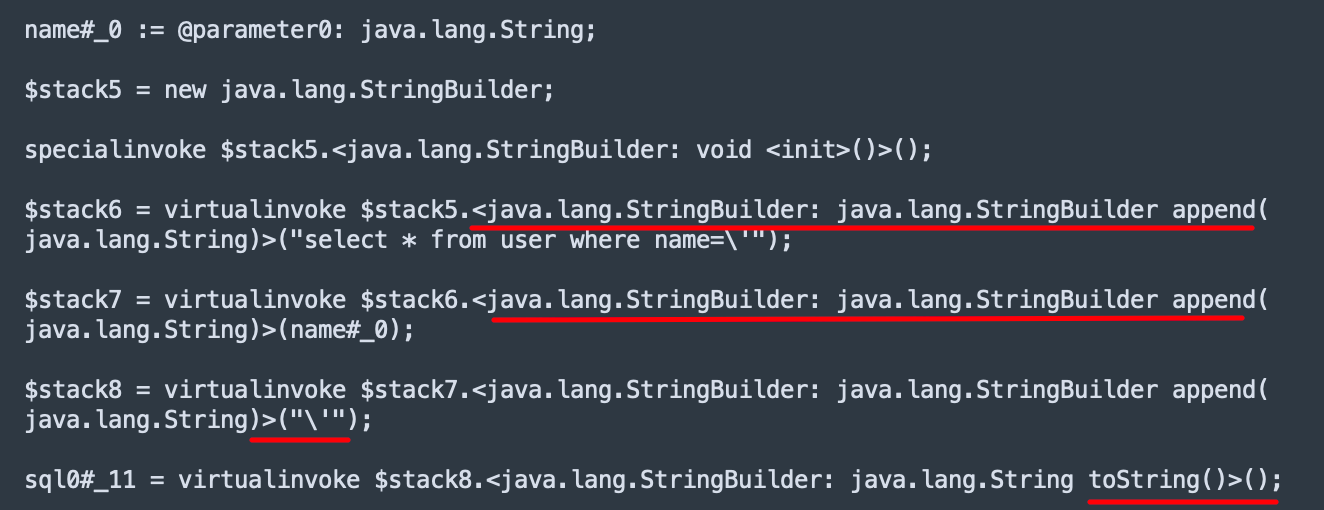 name#_0 := @parameter0: java.lang.String;
$stack5 = new java.lang.StringBuilder;
specialinvoke $stack5.<java.lang.StringBuilder: void <init>()>();
$stack6 = virtualinvoke $stack5.<java.lang.StringBuilder: java.lang.StringBuilder append(
java.lang.String)>("select * from user where name=\'");
$stack7 = virtualinvoke $stack6.<java.lang.StringBuilder: java.lang.StringBuilder append(
java.lang.String)>(name#_0);
$stack8 = virtualinvoke $stack7.<java.lang.StringBuilder: java.lang.StringBuilder append(
java.lang.String)>("\'");
sql0#_11 = virtualinvoke $stack8.<java.lang.StringBuilder: java.lang.String toString()>();